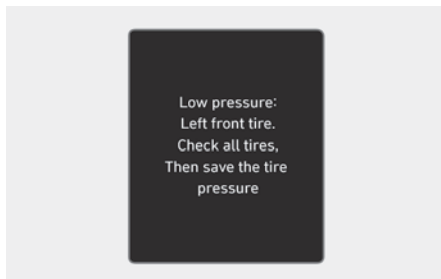 Low pressure:
Left front tire.
Check all tires,
Then save the tire
pressure